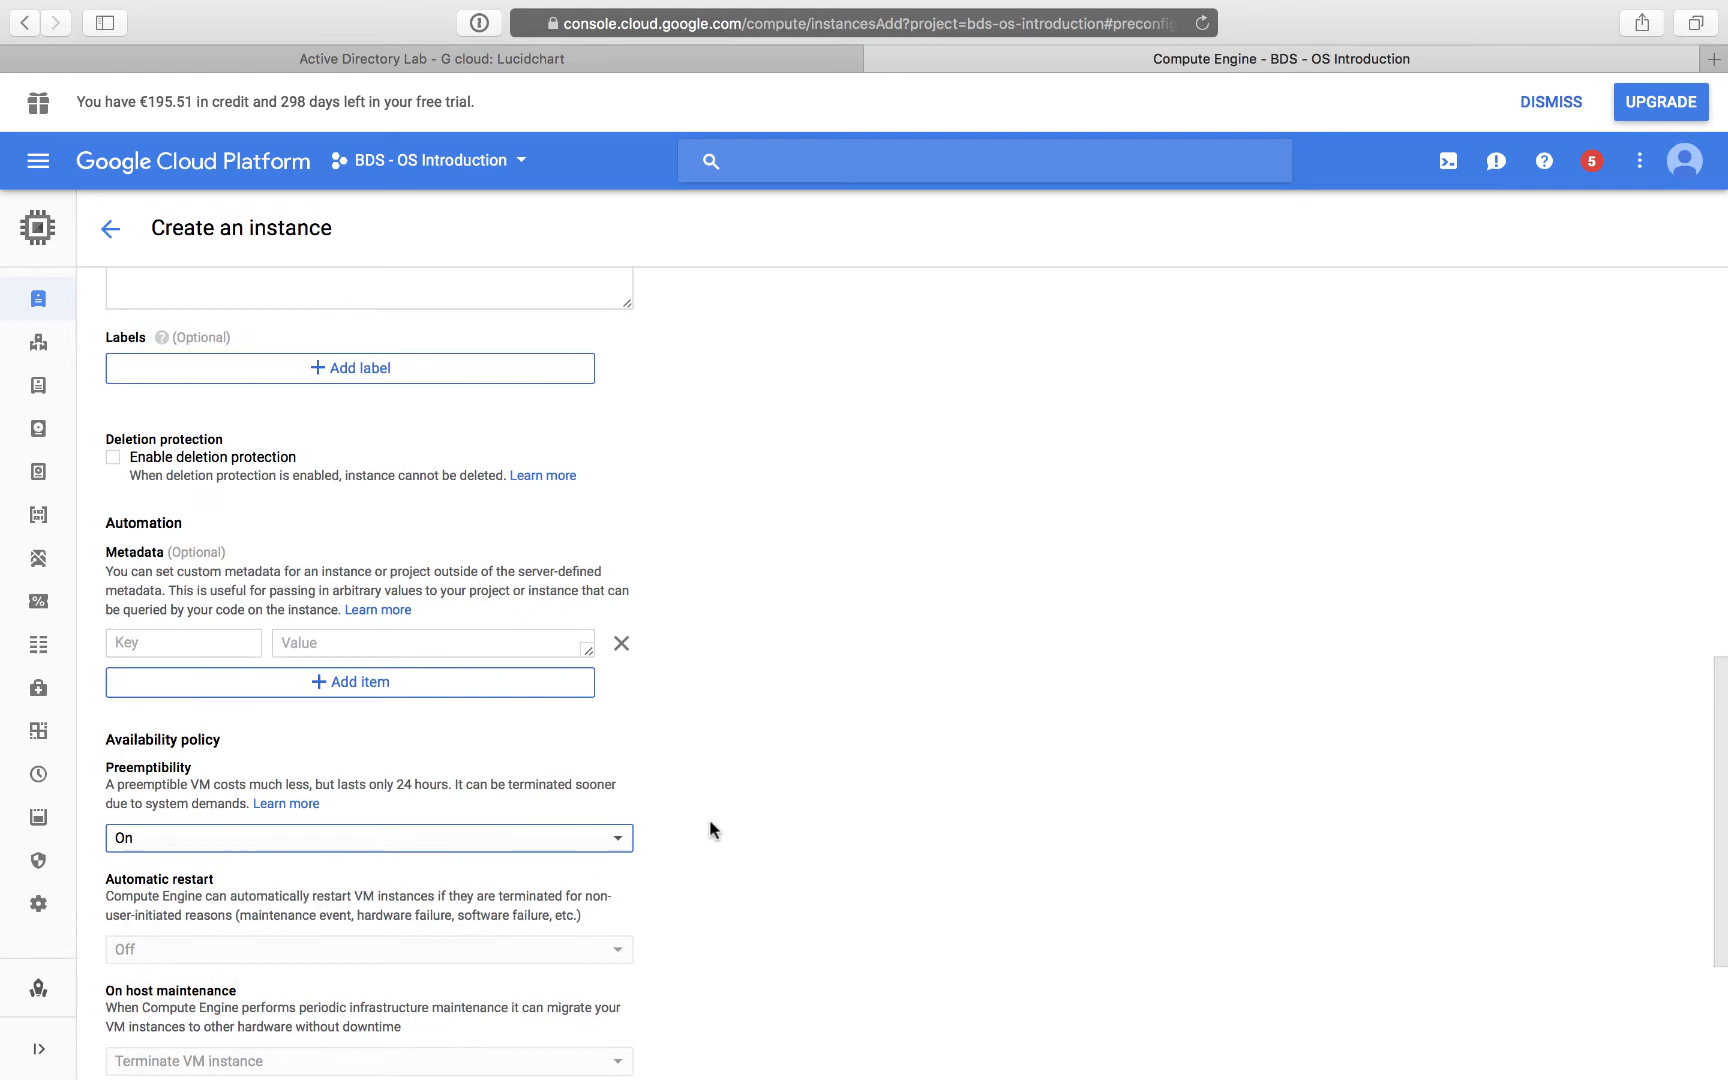 console.cloud.google.com/compute/instancesAdd?project=bds-os-introduction#preconfig
Active Directory Lab - G cloud: Lucidchart
Compute Engine - BDS - OS Introduction
You have €195.51 in credit and 298 days left in your free trial.
DISMISS
UPGRADE
Google Cloud Platform
BDS - OS Introduction
5
Create an instance
Labels ? (Optional)
+ Add label
Deletion protection
Enable deletion protection
When deletion protection is enabled, instance cannot be deleted. Learn more
Automation
Metadata (Optional)
You can set custom metadata for an instance or project outside of the server-defined
metadata. This is useful for passing in arbitrary values to your project or instance that can
be queried by your code on the instance. Learn more
Key
Value
+ Add item
Availability policy
Preemptibility
A preemptible VM costs much less, but lasts only 24 hours. It can be terminated sooner
due to system demands. Learn more
On
Automatic restart
Compute Engine can automatically restart VM instances if they are terminated for non-
user-initiated reasons (maintenance event, hardware failure, software failure, etc.)
Off
On host maintenance
When Compute Engine performs periodic infrastructure maintenance it can migrate your
VM instances to other hardware without downtime
Terminate VM instance